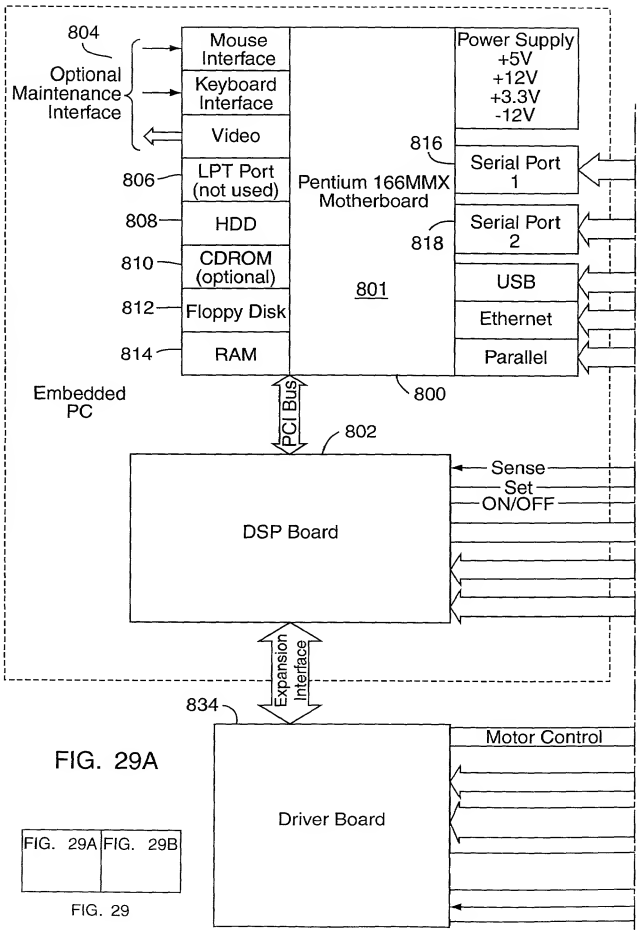 804
Optional
Maintenance
Interface
Mouse
Interface
Keyboard
Interface
Video
806
LPT Port
(not used)
808
HDD
810
CDROM
(optional)
812
Floppy Disk
814
RAM
Pentium 166MMX
Motherboard
801
Power Supply
+5V
+12V
+3.3V
-12V
816
Serial Port
1
818
Serial Port
2
USB
Ethernet
Parallel
800
Embedded
PC
PCI Bus
802
DSP Board
Sense
Set
ON/OFF
Expansion
Interface
834
Driver Board
Motor Control
FIG. 29A
FIG. 29A
FIG. 29B
FIG. 29